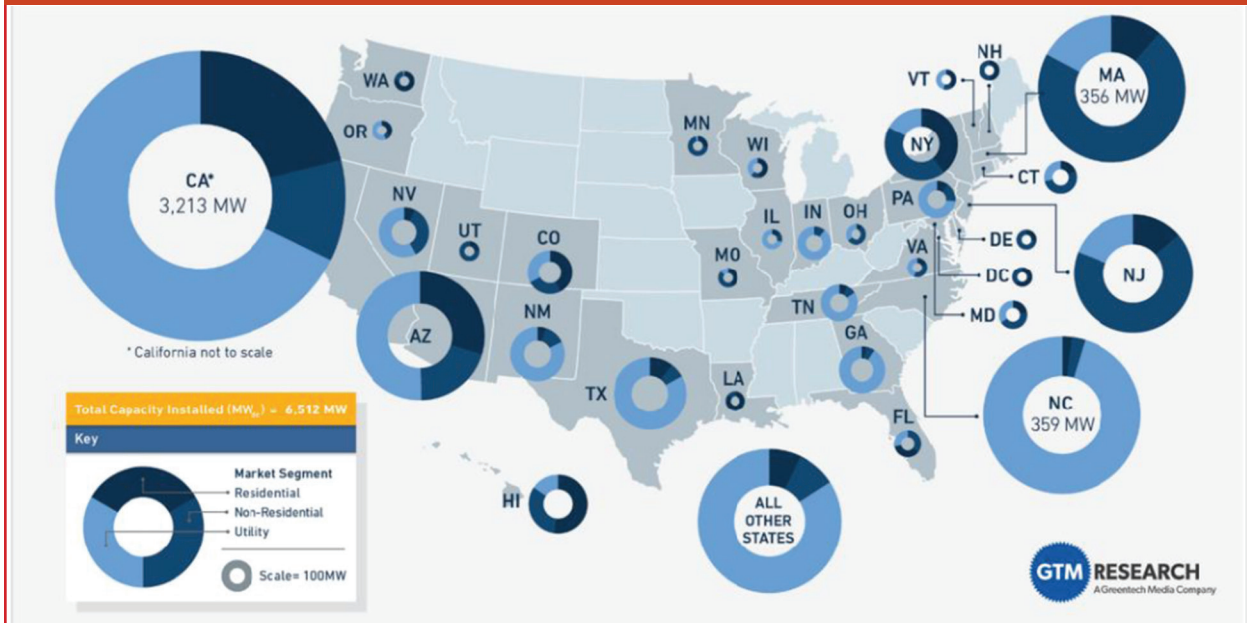 CA*
3,213 MW
* California not to scale
WA
OR
NV
UT
CO
AZ
NM
TX
MN
WI
IL
IN
OH
MO
TN
LA
GA
FL
HI
VT
NH
MA
356 MW
NY
PA
CT
VA
DE
DC
MD
NJ
NC
359 MW
ALL
OTHER
STATES
Total Capacity Installed (MWdc) = 6,512 MW
Key
Market Segment
Residential
Non-Residential
Utility
Scale= 100MW
GTM RESEARCH
A Greentech Media Company